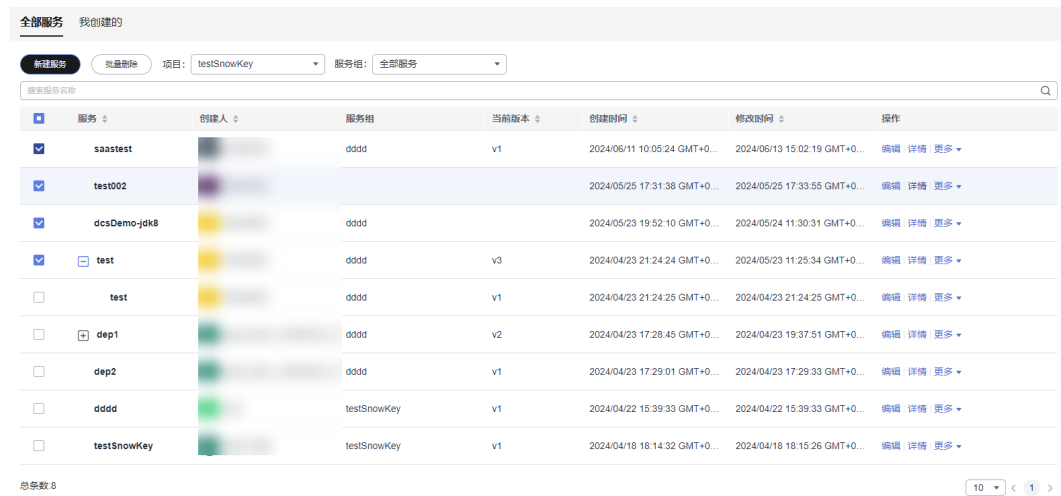 全部服务 我创建的
新建服务 批量删除 项目: testSnowKey 服务组: 全部服务
搜索服务名称
服务 创建人 服务组 当前版本 创建时间 修改时间 操作
saastest dddd v1 2024/06/11 10:05:24 GMT+0... 2024/06/13 15:02:19 GMT+0... 编辑 详情 更多
test002 2024/05/25 17:31:38 GMT+0... 2024/05/25 17:33:55 GMT+0... 编辑 详情 更多
dcsDemo-jdk8 dddd 2024/05/23 19:52:10 GMT+0... 2024/05/24 11:30:31 GMT+0... 编辑 详情 更多
test dddd v3 2024/04/23 21:24:24 GMT+0... 2024/05/23 11:25:34 GMT+0... 编辑 详情 更多
test dddd v1 2024/04/23 21:24:25 GMT+0... 2024/04/23 21:24:25 GMT+0... 编辑 详情 更多
dep1 dddd v2 2024/04/23 17:28:45 GMT+0... 2024/04/23 19:37:51 GMT+0... 编辑 详情 更多
dep2 dddd v1 2024/04/23 17:29:01 GMT+0... 2024/04/23 17:29:33 GMT+0... 编辑 详情 更多
dddd testSnowKey v1 2024/04/22 15:39:33 GMT+0... 2024/04/22 15:39:33 GMT+0... 编辑 详情 更多
testSnowKey testSnowKey v1 2024/04/18 18:14:32 GMT+0... 2024/04/18 18:15:26 GMT+0... 编辑 详情 更多
总条数:8 10 < 1 >